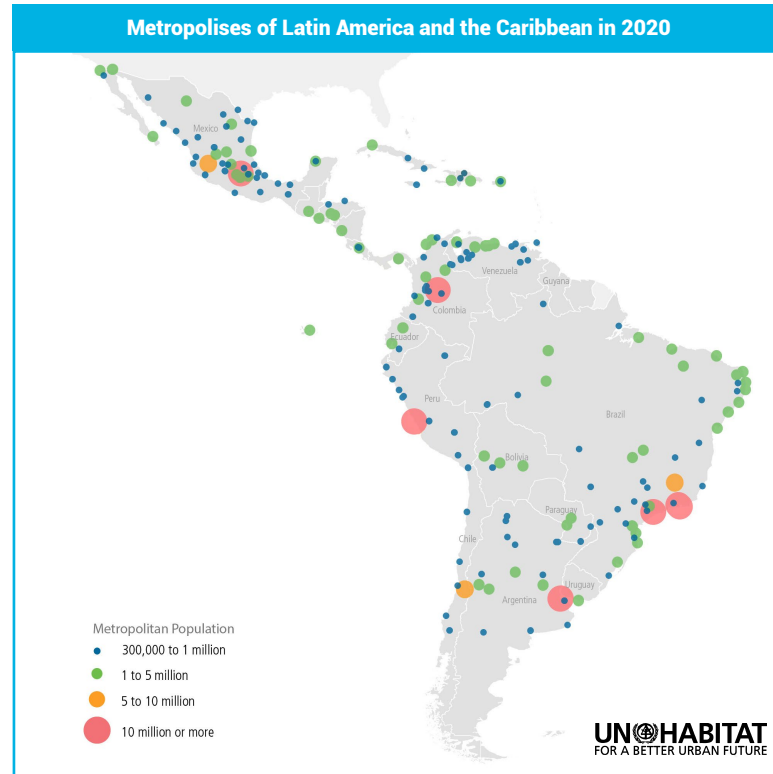 Metropolises of Latin America and the Caribbean in 2020
Mexico
Venezuela
Guyana
Colombia
Ecuador
Peru
Brazil
Bolivia
Paraguay
Chile
Uruguay
Argentina
Metropolitan Population
300,000 to 1 million
1 to 5 million
5 to 10 million
10 million or more
UN HABITAT
FOR A BETTER URBAN FUTURE